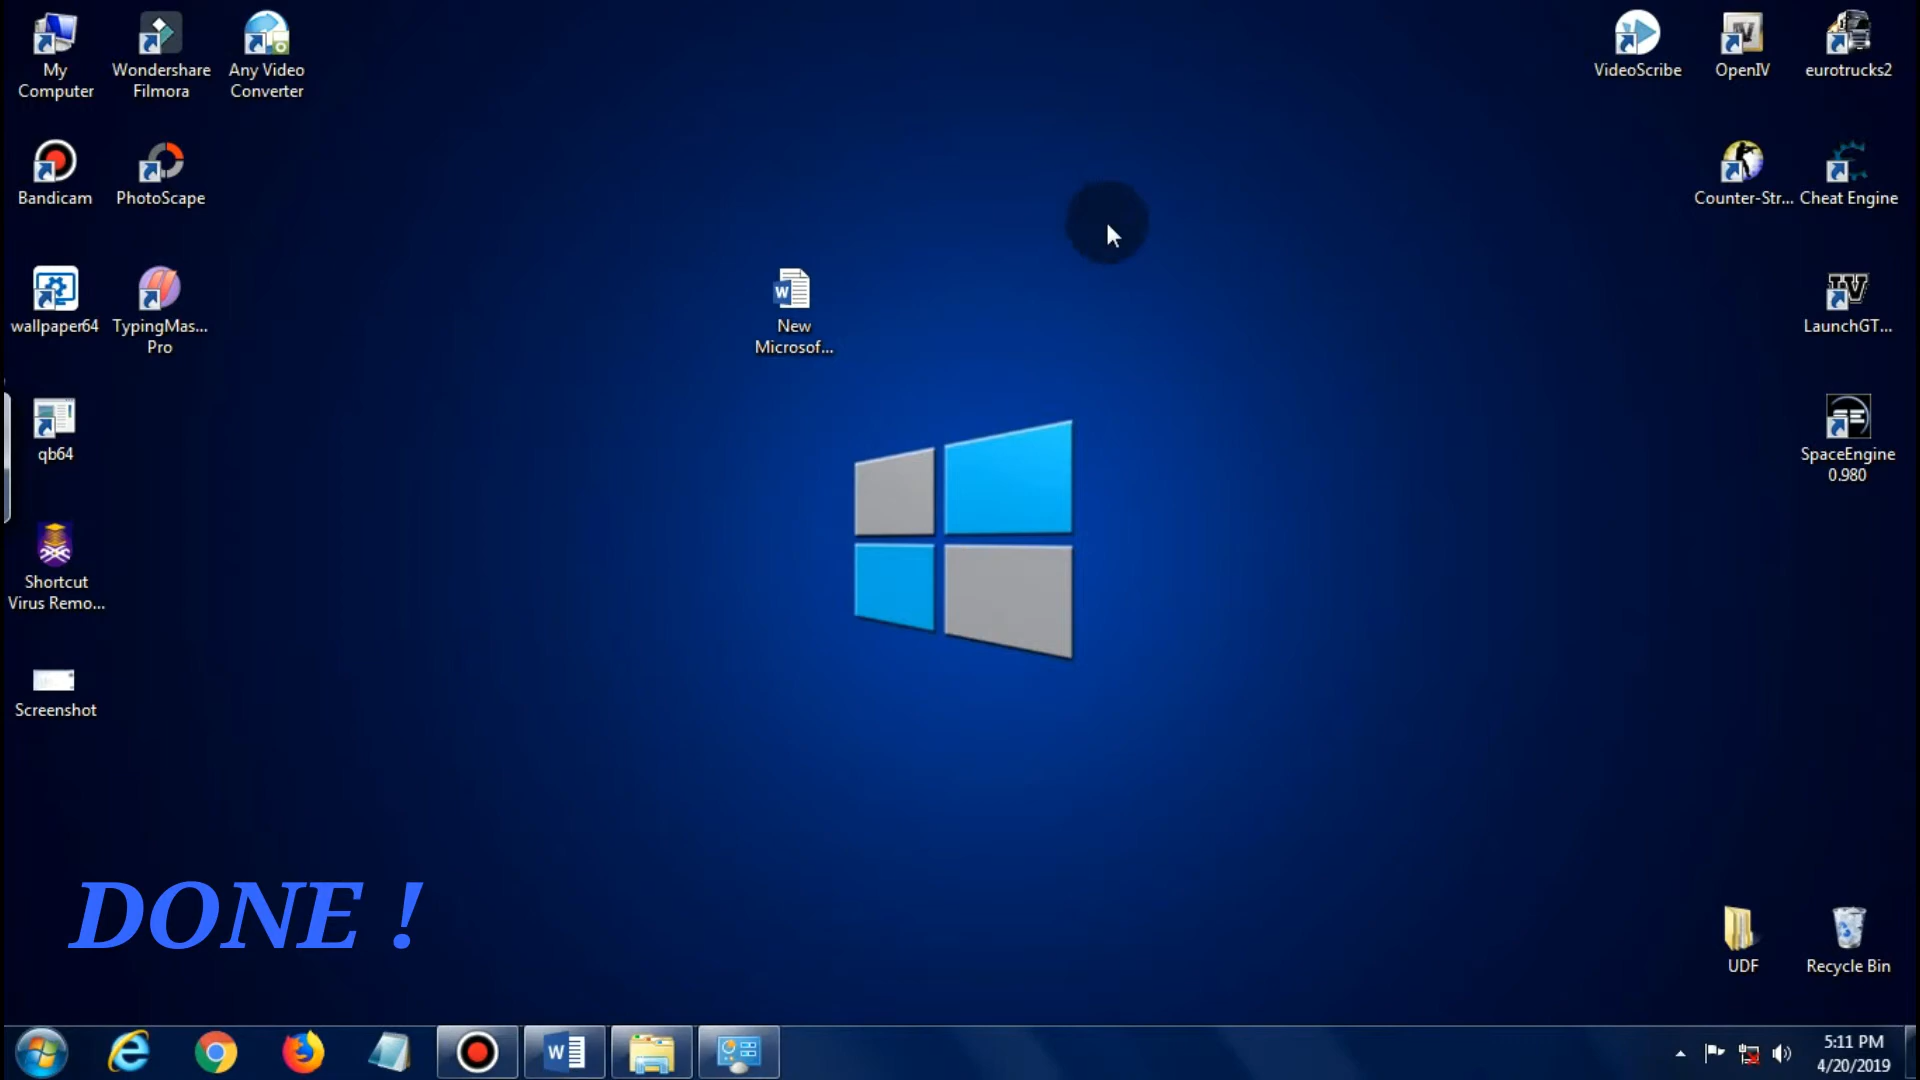 My
Computer
Wondershare
Filmora
Any Video
Converter
VideoScribe
OpenIV
eurotrucks2
Bandicam
PhotoScape
Counter-Str...
Cheat Engine
wallpaper64
TypingMas...
Pro
New
Microsof...
LaunchGT...
qb64
SpaceEngine
0.980
Shortcut
Virus Remo...
Screenshot
DONE !
UDF
Recycle Bin
5:11 PM
4/20/2019